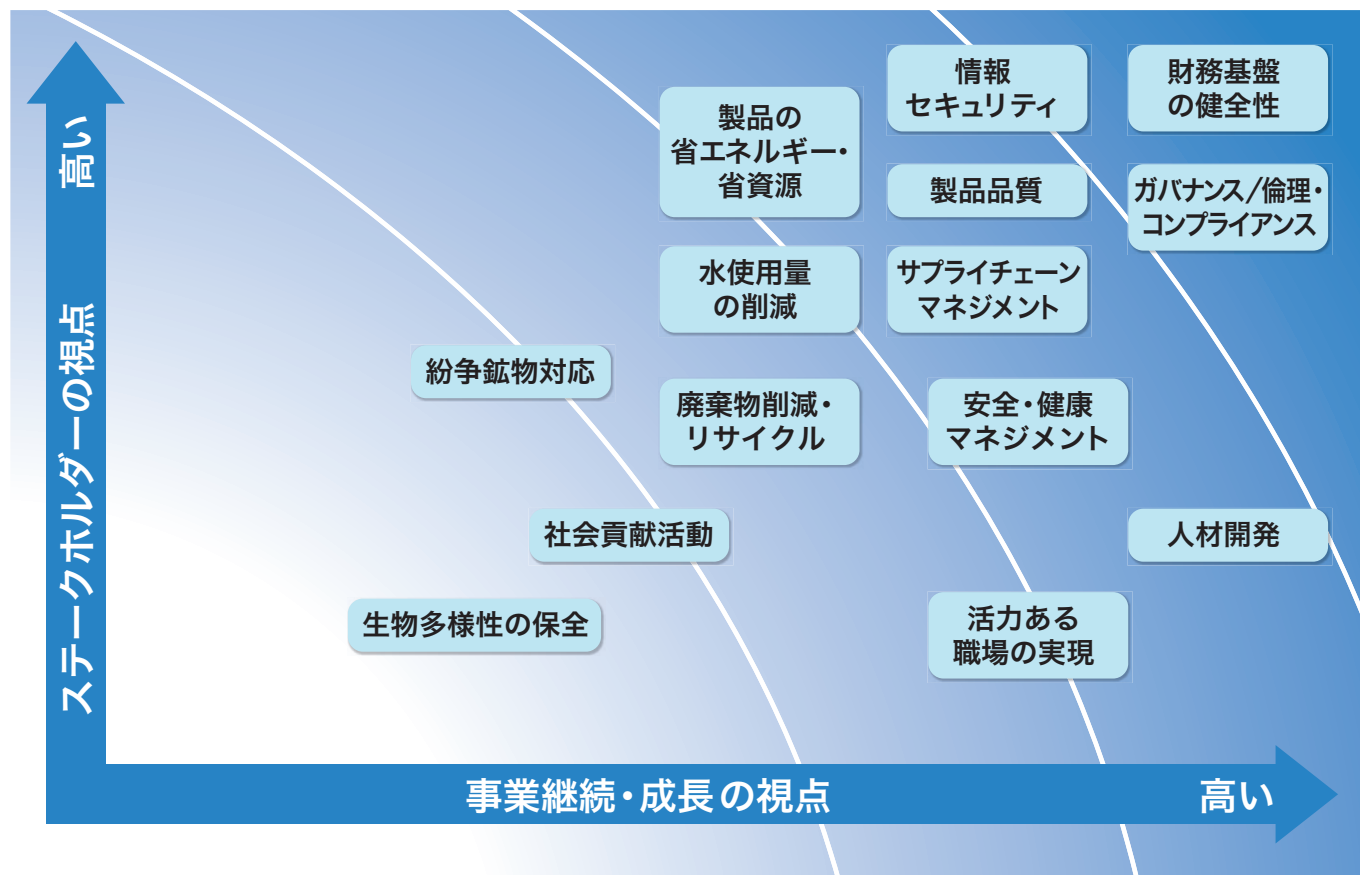 高い
ステークホルダーの視点
情報
セキュリティ
財務基盤
の健全性
製品の
省エネルギー・
省資源
製品品質
ガバナンス/倫理・
コンプライアンス
水使用量
の削減
サプライチェーン
マネジメント
紛争鉱物対応
廃棄物削減・
リサイクル
安全・健康
マネジメント
社会貢献活動
人材開発
生物多様性の保全
活力ある
職場の実現
事業継続・成長の視点
高い